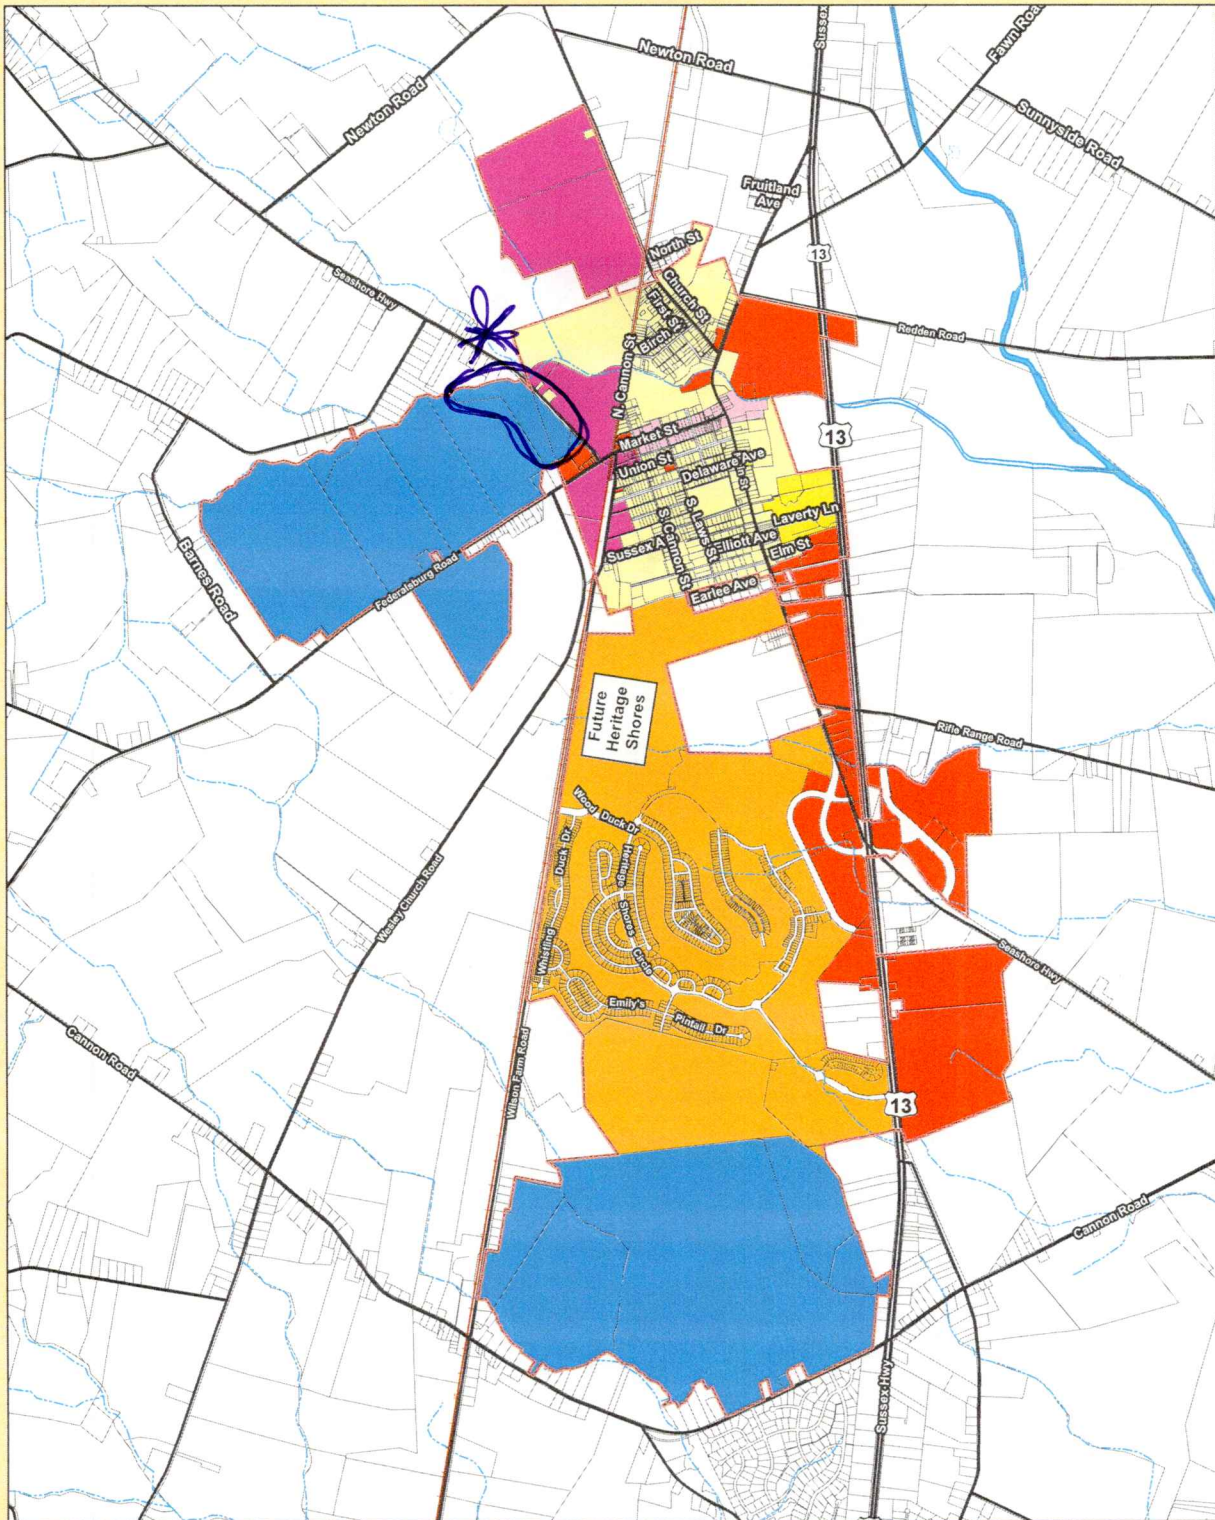 Sussex
Fawn Road
Newton Road
Newton Road
Sunnyside Road
Fruitland
Ave
North St
13
Seashore Hwy
Church St
First St
Birch
Redden Road
N. Cannon St
Market St
13
Union St
Delaware Ave
Laverty Ln
S. Laws St
S. Cannon St
Sussex A
Elliott Ave
Elm St
Barnes Road
Federalsburg Road
Earlee Ave
Future
Heritage
Shores
Rifle Range Road
Wood Duck Dr
Duck Dr
Heritage
Shores
Circle
Wesley Church Road
Whistling
Seashore Hwy
Emily's
Pintail Dr
Cannon Road
Wilson Farm Road
13
Cannon Road
Sussex Hwy